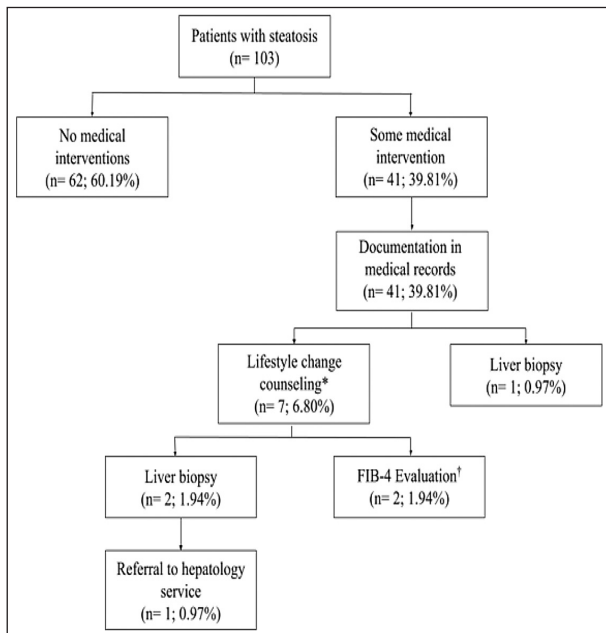 Patients with steatosis
(n= 103)
No medical
interventions
(n= 62; 60.19%)
Some medical
intervention
(n= 41; 39.81%)
Documentation in
medical records
(n= 41; 39.81%)
Lifestyle change
counseling*
(n= 7; 6.80%)
Liver biopsy
(n= 1; 0.97%)
Liver biopsy
(n= 2; 1.94%)
FIB-4 Evaluation†
(n= 2; 1.94%)
Referral to hepatology
service
(n= 1; 0.97%)